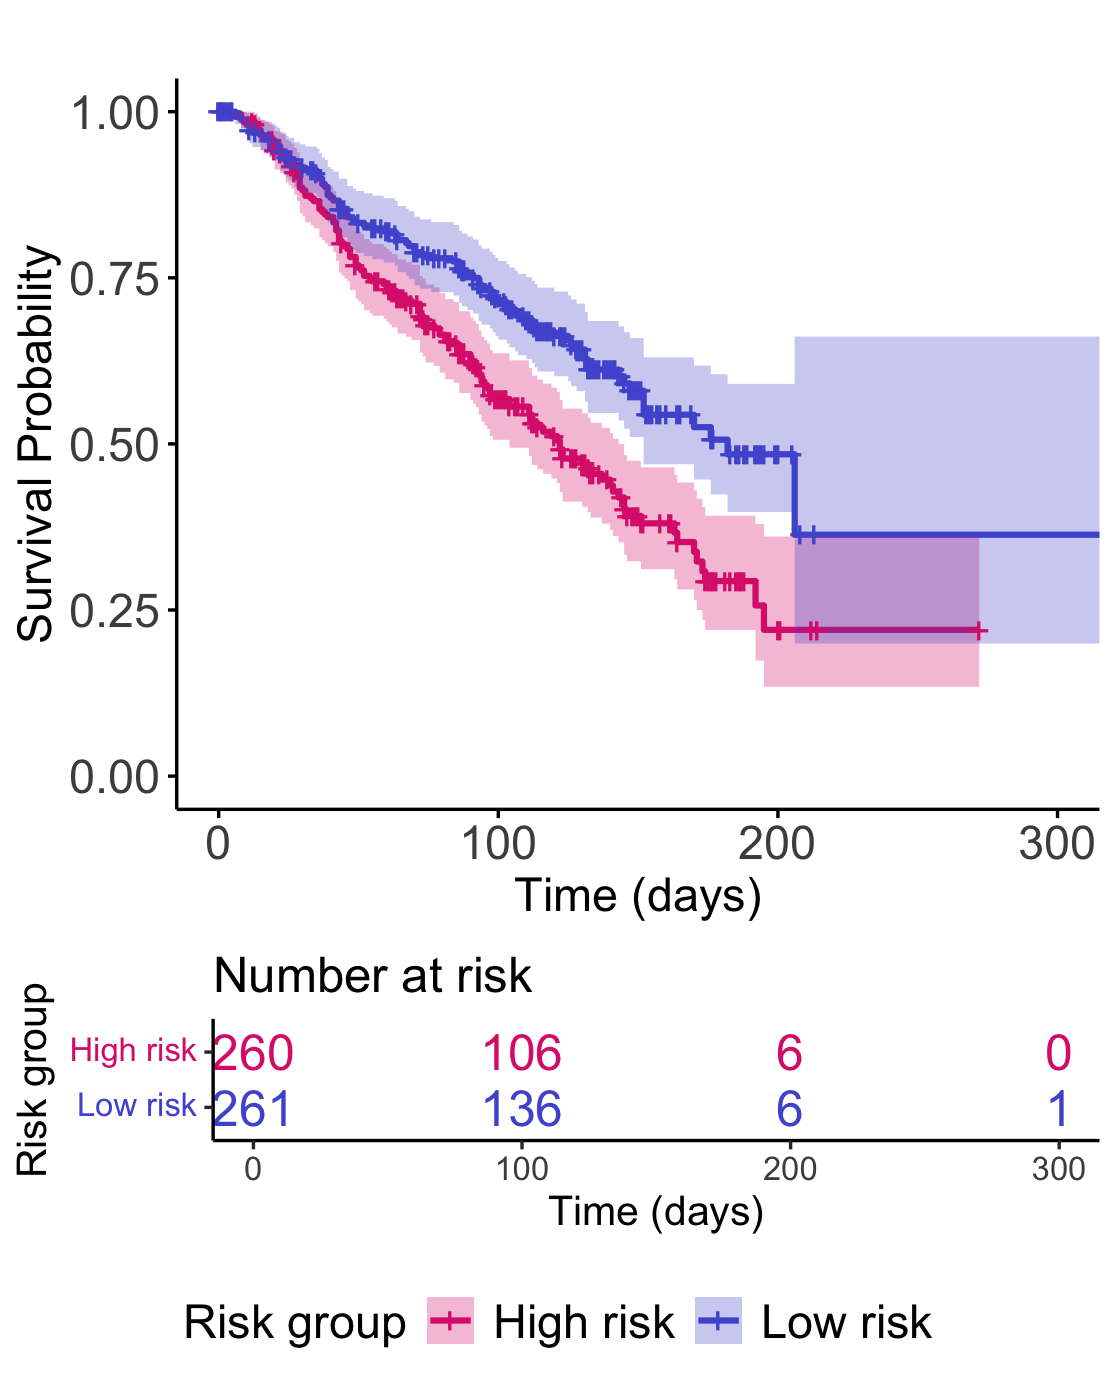 1.00
0.75
0.50
0.25
0.00
Survival Probability
0 100 200 300
Time (days)
Number at risk
Risk group
High risk 260 106 6 0
Low risk 261 136 6 1
0 100 200 300
Time (days)
Risk group High risk Low risk